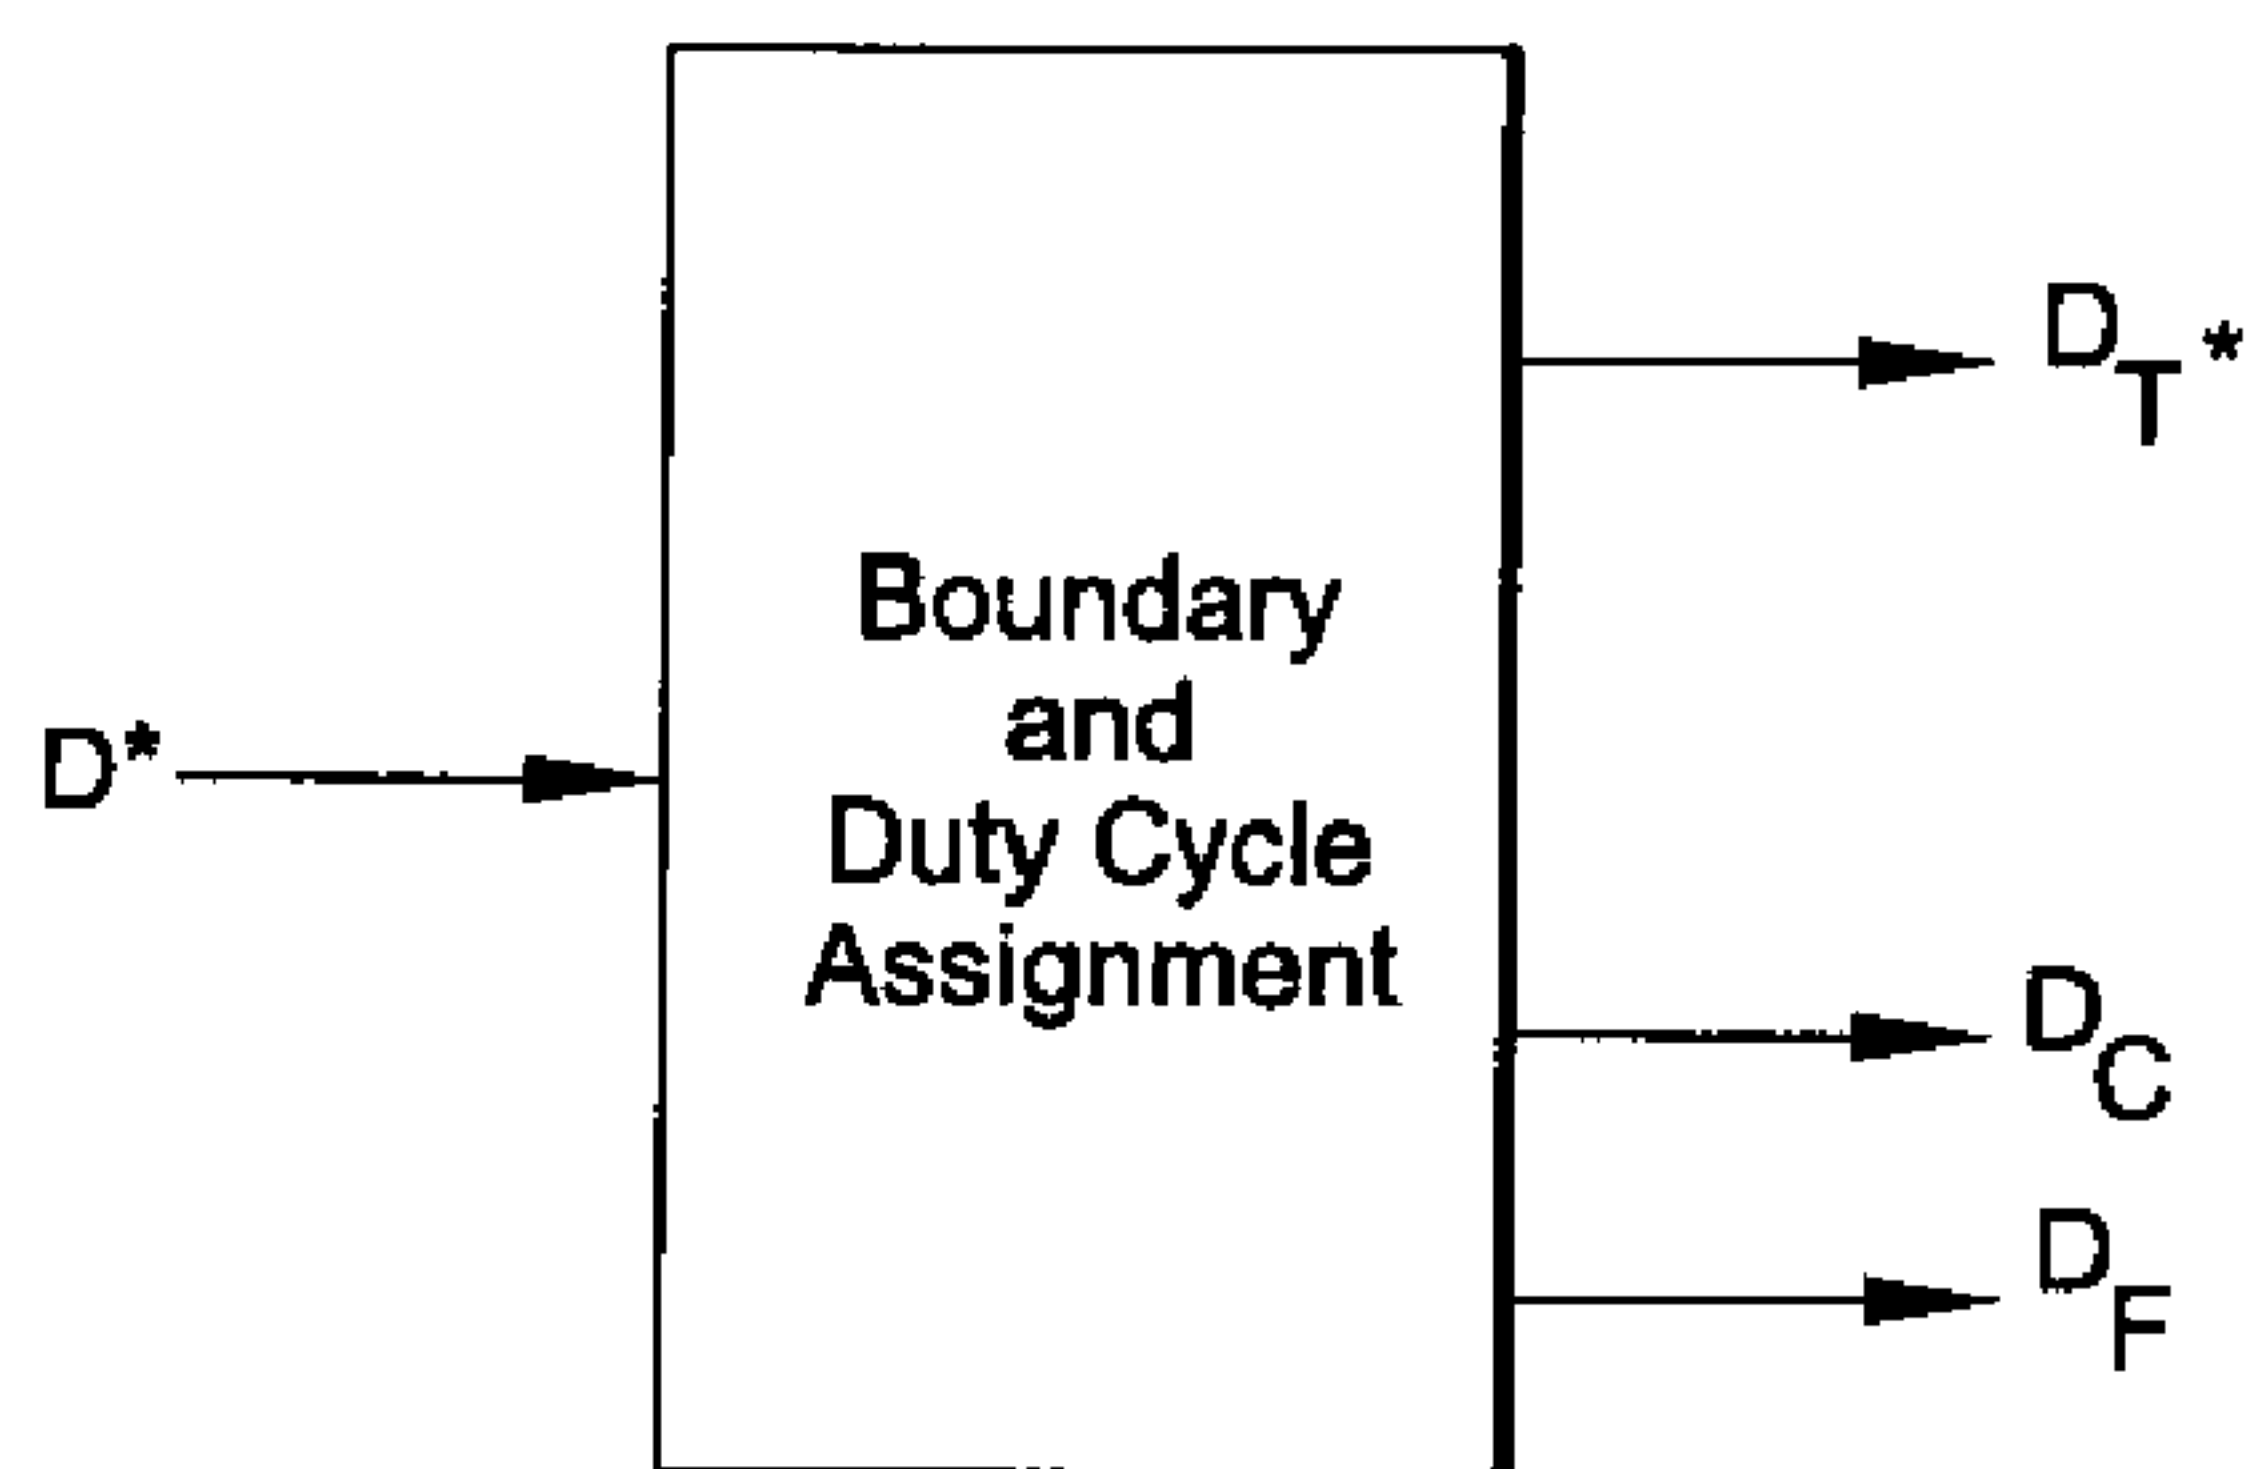 D*
Boundary
and
Duty Cycle
Assignment
D_T *
D_C
D_F